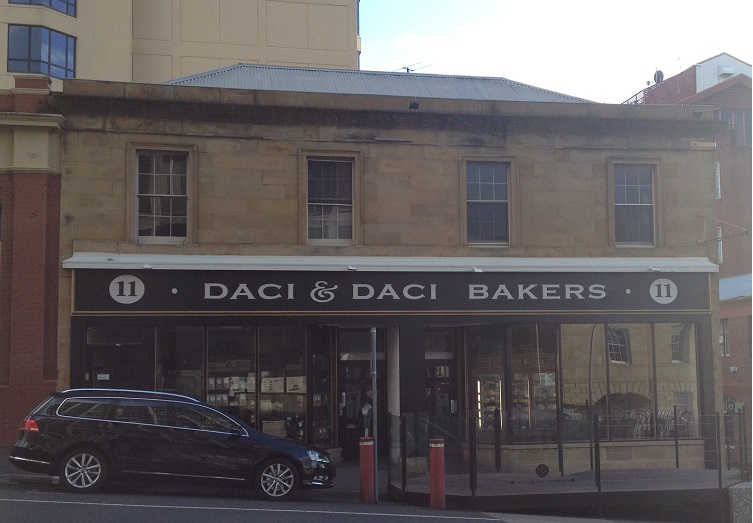 11 · DACI & DACI BAKERS · 11